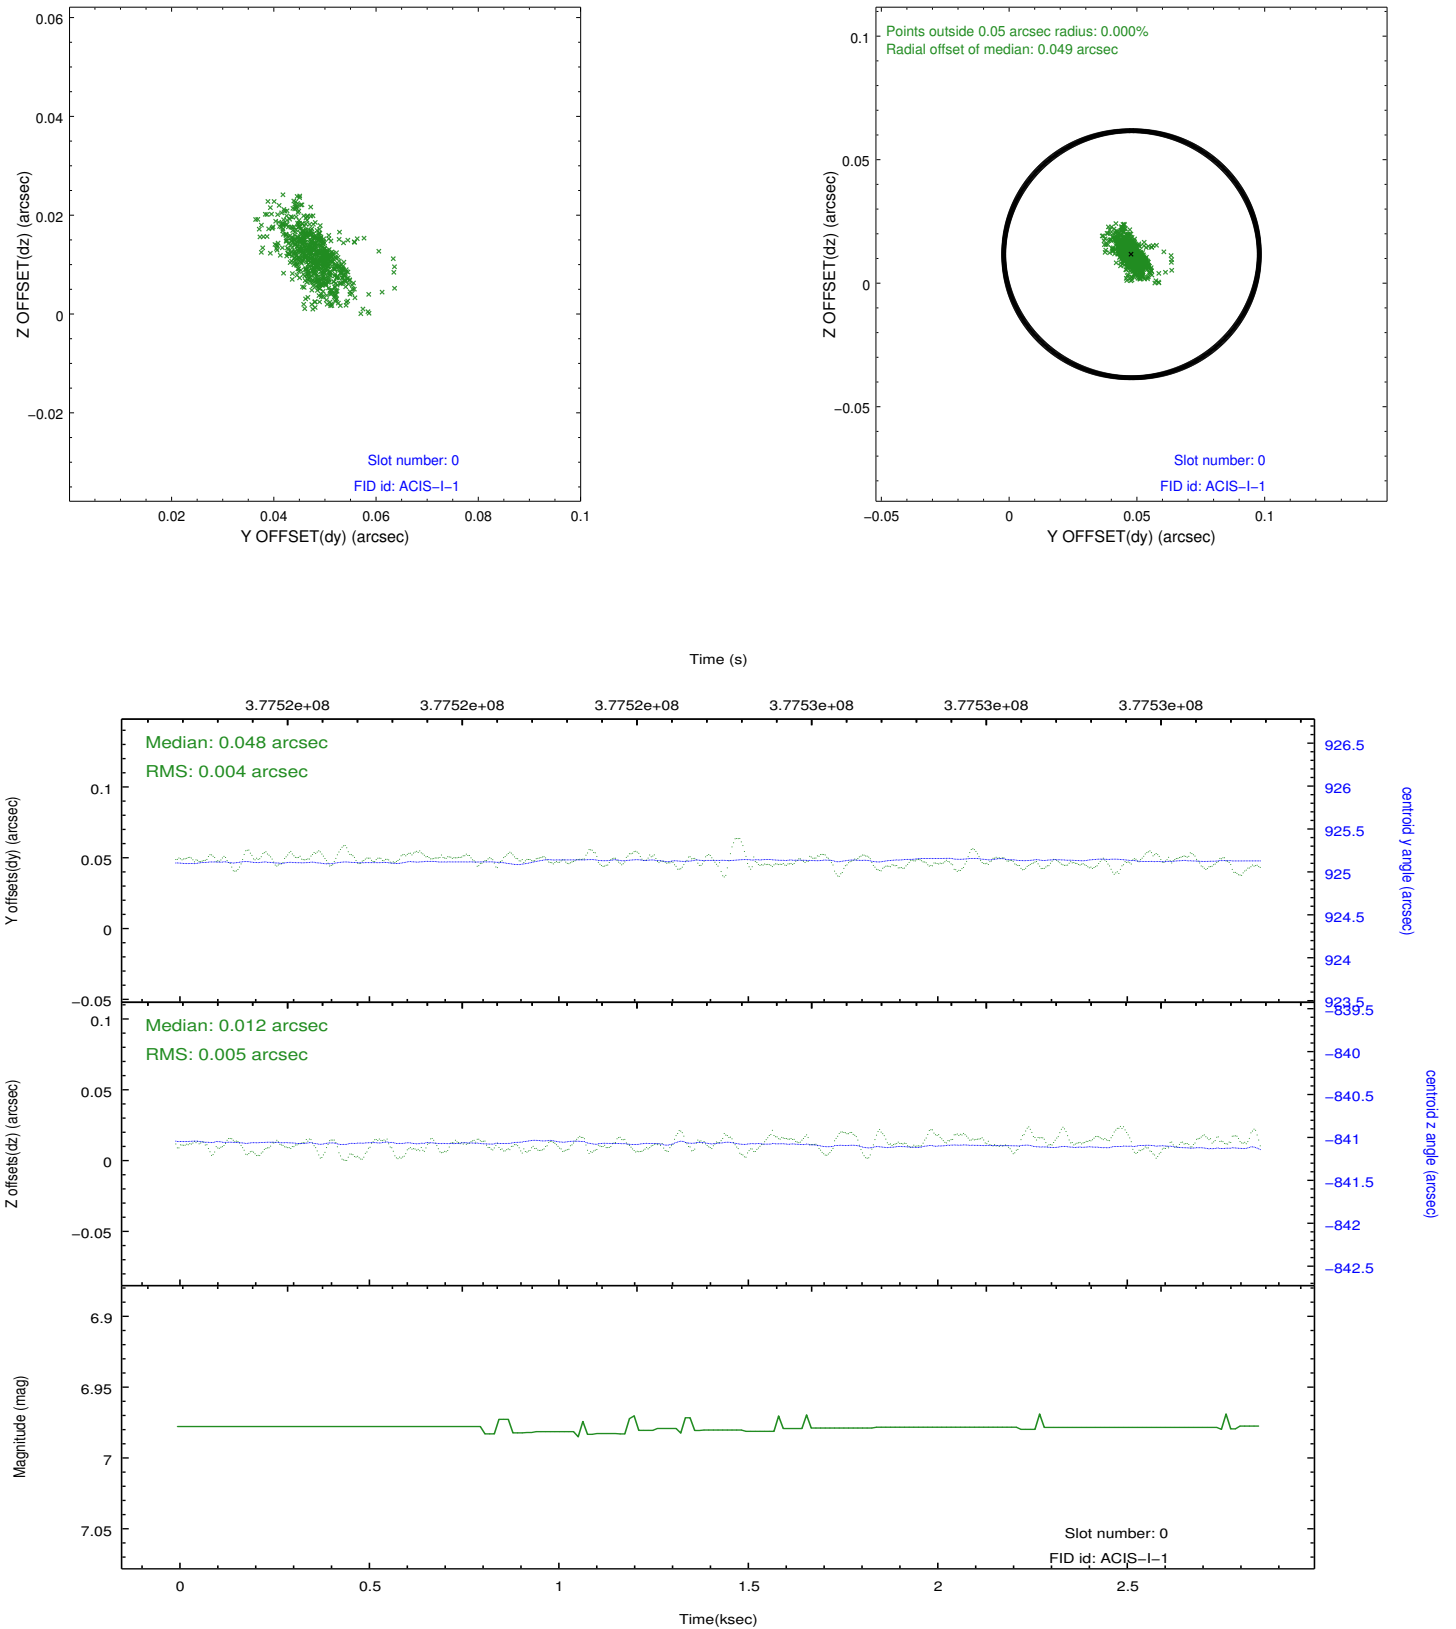 0.06
0.04
0.02
0
−0.02
Z OFFSET(dz) (arcsec)
Slot number: 0
FID id: ACIS−I−1
0.02
0.04
0.06
0.08
0.1
Y OFFSET(dy) (arcsec)
Points outside 0.05 arcsec radius: 0.000%
Radial offset of median: 0.049 arcsec
0.1
0.05
0
−0.05
Z OFFSET(dz) (arcsec)
Slot number: 0
FID id: ACIS−I−1
−0.05
0
0.05
0.1
Y OFFSET(dy) (arcsec)
Time (s)
3.7752e+08
3.7752e+08
3.7752e+08
3.7753e+08
3.7753e+08
3.7753e+08
Median: 0.048 arcsec
RMS: 0.004 arcsec
0.1
0.05
0
−0.05
Y offsets(dy) (arcsec)
926.5
926
925.5
925
924.5
924
923.5
centroid y angle (arcsec)
Median: 0.012 arcsec
RMS: 0.005 arcsec
0.1
0.05
0
−0.05
Z offsets(dz) (arcsec)
−839.5
−840
−840.5
−841
−841.5
−842
−842.5
centroid z angle (arcsec)
6.9
6.95
7
7.05
Magnitude (mag)
Slot number: 0
FID id: ACIS−I−1
0
0.5
1
1.5
2
2.5
Time(ksec)